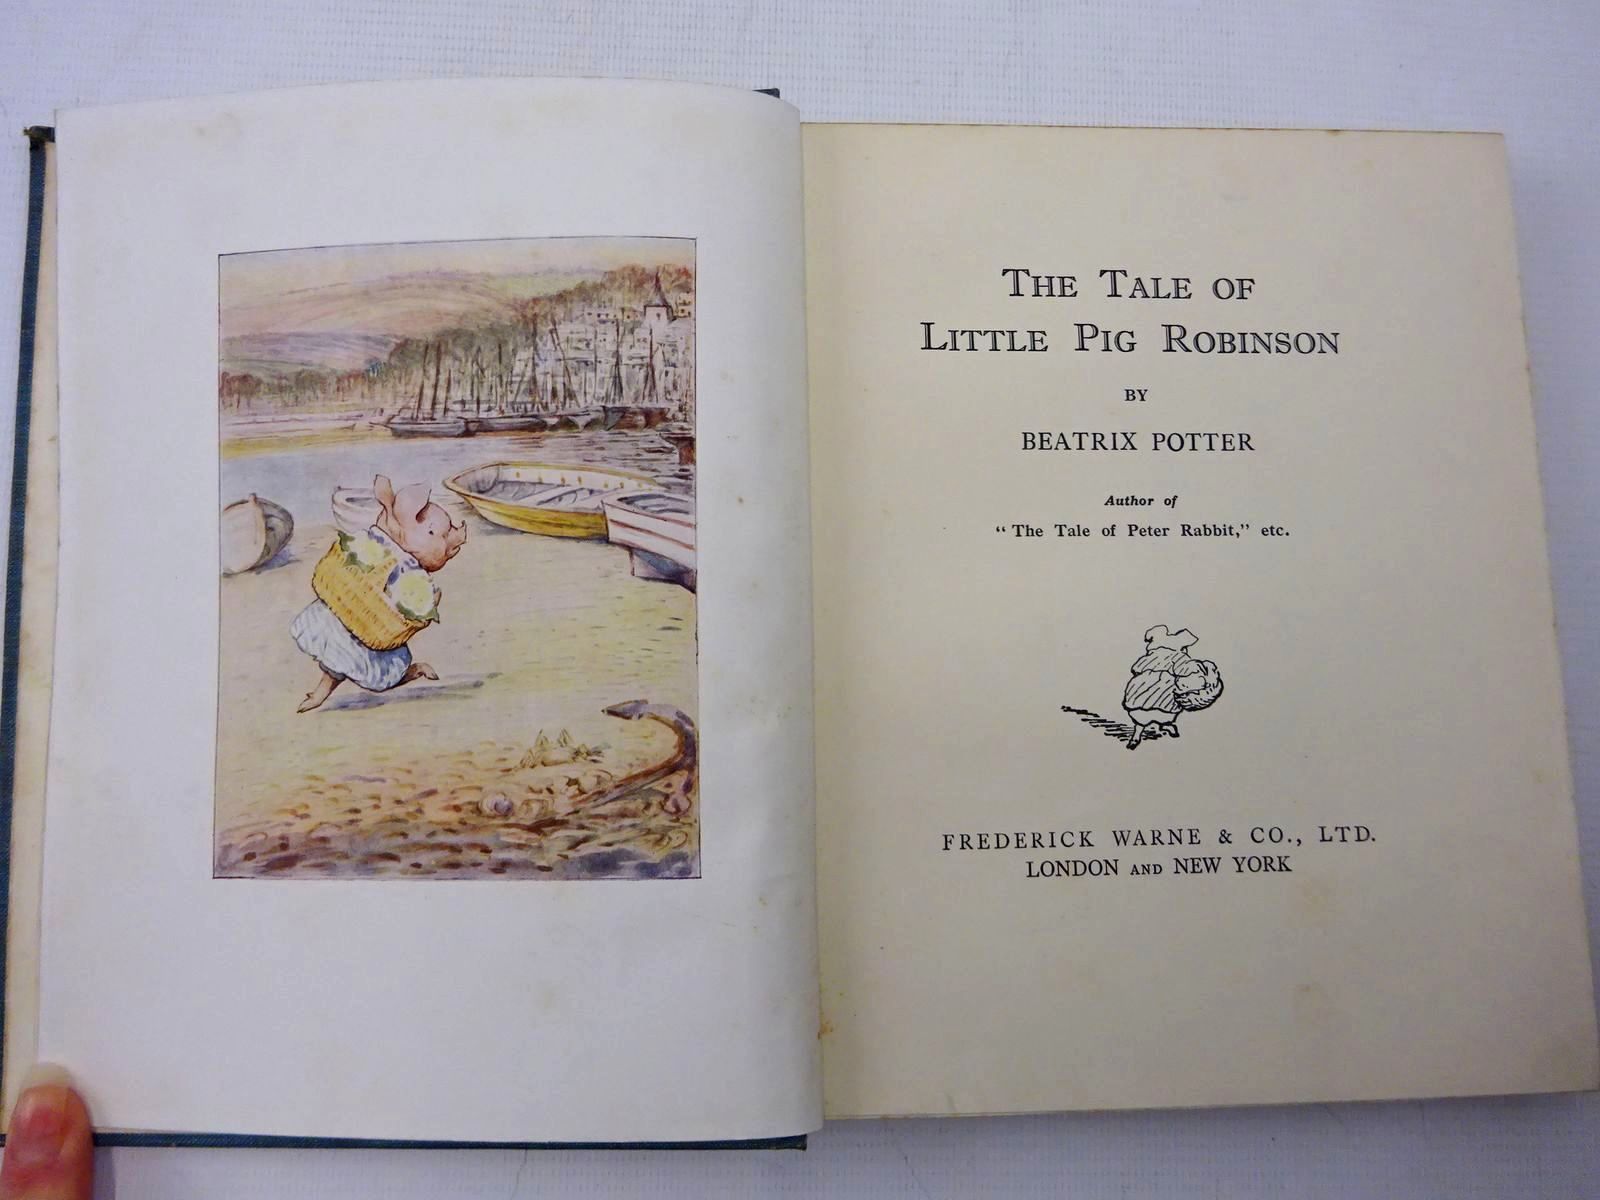 The Tale of
Little Pig Robinson
BY
BEATRIX POTTER
Author of
“The Tale of Peter Rabbit,” etc.
FREDERICK WARNE & CO., LTD.
LONDON AND NEW YORK